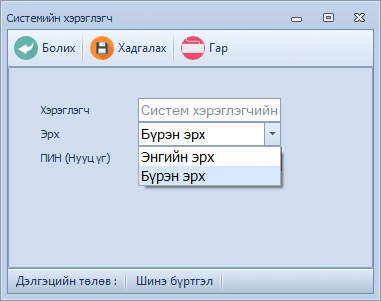 Системийн хэрэглэгч
Болих Хадгалах Гар
Хэрэглэгч Систем хэрэглэгчийн
Эрх Бүрэн эрх
ПИН (Нууц үг) Энгийн эрх
Бүрэн эрх
Дэлгэцийн төлөв : Шинэ бүртгэл